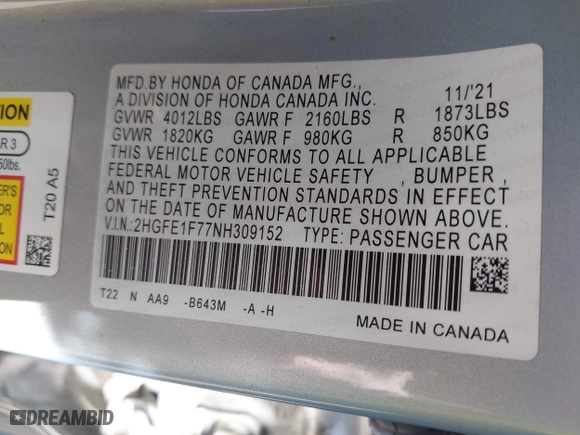 MFD.BY HONDA OF CANADA MFG.,
A DIVISION OF HONDA CANADA INC. 11/'21
GVWR 4012LBS GAWR F 2160LBS R 1873LBS
GVWR 1820KG GAWR F 980KG R 850KG
THIS VEHICLE CONFORMS TO ALL APPLICABLE
FEDERAL MOTOR VEHICLE SAFETY , BUMPER ,
AND THEFT PREVENTION STANDARDS IN EFFECT
ON THE DATE OF MANUFACTURE SHOWN ABOVE.
V.I.N.:2HGFE1F77NH309152 TYPE: PASSENGER CAR
T22 N AA9 -B643M -A -H
MADE IN CANADA
TION
R 3
50lbs.
T20 A5
DREAMBID